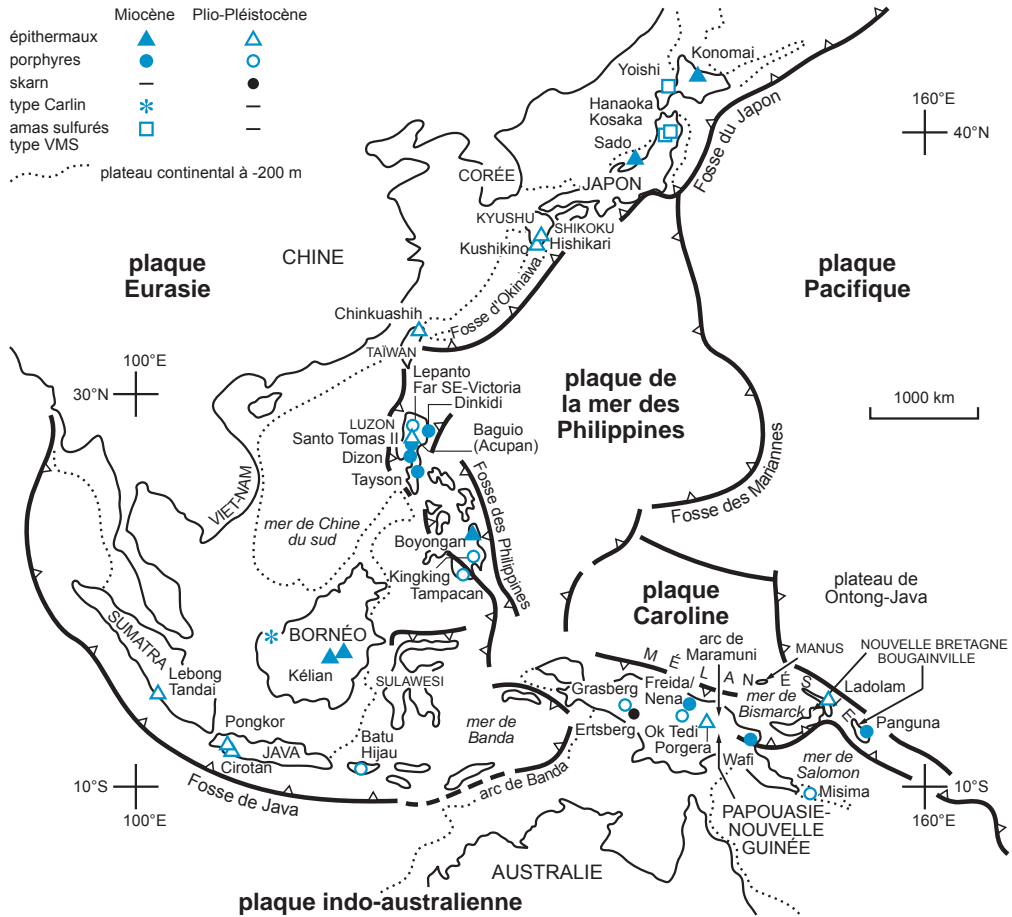 Miocène Plio-Pléistocène
épithermaux
porphyres
skarn – 
type Carlin –
amas sulfurés
type VMS –
plateau continental à -200 m
Konomai
Yoishi
Hanaoka
Kosaka
Sado
Fosse du Japon
160°E
40°N
CORÉE
JAPON
KYUSHU
SHIKOKU
Kushikino
Hishikari
CHINE
plaque
Eurasie
plaque
Pacifique
Fosse d'Okinawa
Chinkuashih
TAÏWAN
100°E
30°N
Lepanto
Far SE-Victoria
Dinkidi
LUZON
Santo Tomas II
Baguio
(Acupan)
Dizon
Tayson
plaque de
la mer des
Philippines
1000 km
VIET-NAM
mer de Chine
du sud
Fosse des Philippines
Fosse des Mariannes
Boyongan
Kingking
Tampacan
plaque
Caroline
plateau de
Ontong-Java
SUMATRA
BORNÉO
Kélian
SULAWESI
Lebong
Tandai
arc de
Maramuni
MANUS
NOUVELLE BRETAGNE
BOUGAINVILLE
MÉLANÉSIE
mer de
Bismarck
Ladolam
Grasberg
Freida/
Nena
Panguna
Ertsberg
Ok Tedi
Porgera
Pongkor
JAVA
Cirotan
Batu
Hijau
mer de
Banda
Wafi
mer de
Salomon
Misima
Fosse de Java
arc de Banda
10°S
100°E
10°S
160°E
PAPOUASIE-
NOUVELLE
GUINÉE
AUSTRALIE
plaque indo-australienne